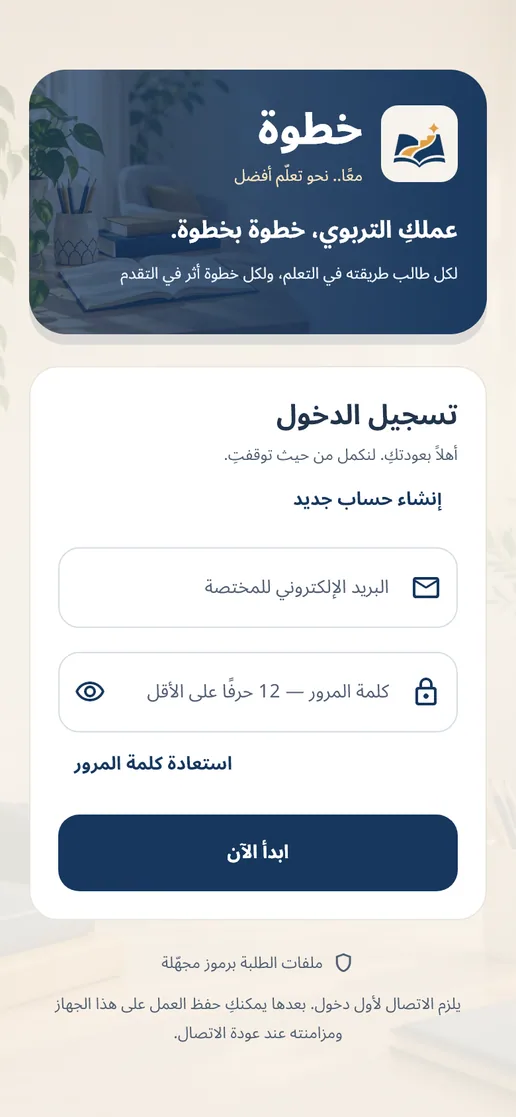 خطوة
معًا.. نحو تعلّم أفضل
عملكِ التربوي، خطوة بخطوة.
لكل طالب طريقته في التعلم، ولكل خطوة أثر في التقدم
تسجيل الدخول
أهلاً بعودتكِ. لنكمل من حيث توقفتِ.
إنشاء حساب جديد
البريد الإلكتروني للمختصة
كلمة المرور — 12 حرفًا على الأقل
استعادة كلمة المرور
ابدأ الآن
ملفات الطلبة برموز مجهّلة
يلزم الاتصال لأول دخول. بعدها يمكنكِ حفظ العمل على هذا الجهاز
ومزامنته عند عودة الاتصال.